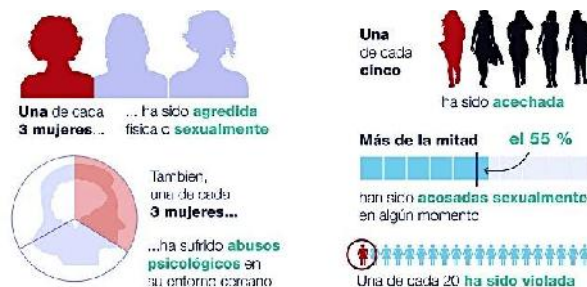 Una de cada
3 mujeres...
... ha sido agredida
física o sexualmente
Tambien,
una de cada
3 mujeres...
...ha sufrido abusos
psicológicos en
su entorno cercano
Una
de cada
cinco
ha sido acechada
Más de la mitad
el 55 %
han sido acosadas sexualmente
en algún momento
Una de cada 20 ha sido violada